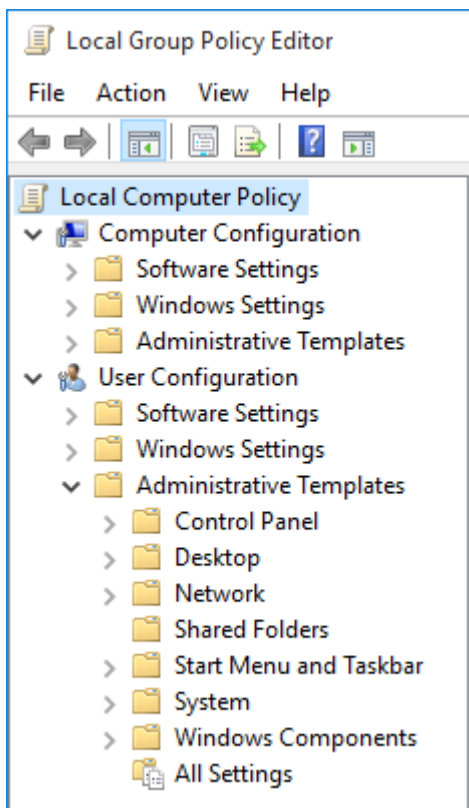 Local Group Policy Editor
File Action View Help
Local Computer Policy
Computer Configuration
Software Settings
Windows Settings
Administrative Templates
User Configuration
Software Settings
Windows Settings
Administrative Templates
Control Panel
Desktop
Network
Shared Folders
Start Menu and Taskbar
System
Windows Components
All Settings